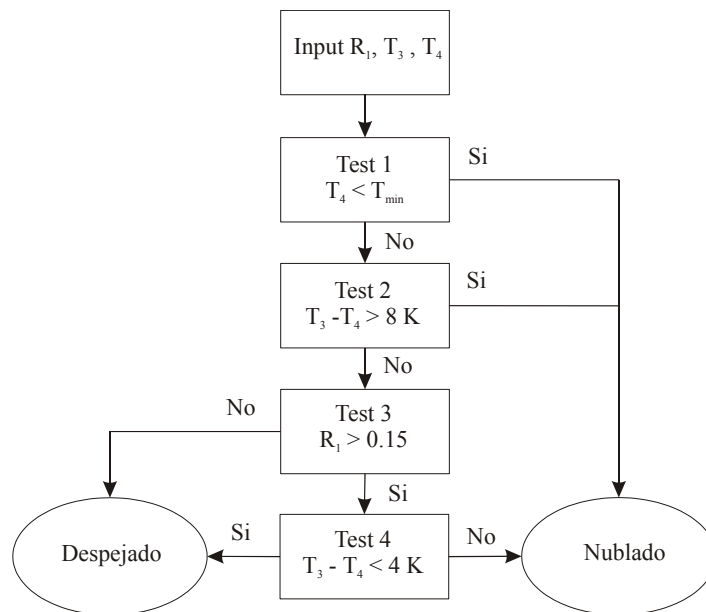 Input R₁, T₃ , T₄
Test 1
T₄ < Tₘᵢₙ
Si
No
Test 2
T₃ -T₄ > 8 K
Si
No
Test 3
R₁ > 0.15
No
Si
Test 4
T₃ - T₄ < 4 K
Si
No
Despejado
Nublado